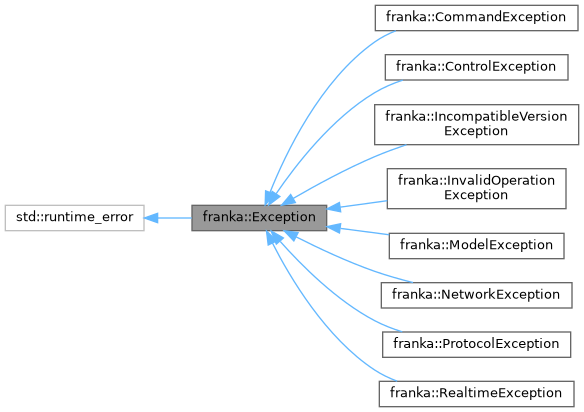 franka::CommandException
franka::ControlException
franka::IncompatibleVersion
Exception
franka::InvalidOperation
Exception
std::runtime_error
franka::Exception
franka::ModelException
franka::NetworkException
franka::ProtocolException
franka::RealtimeException